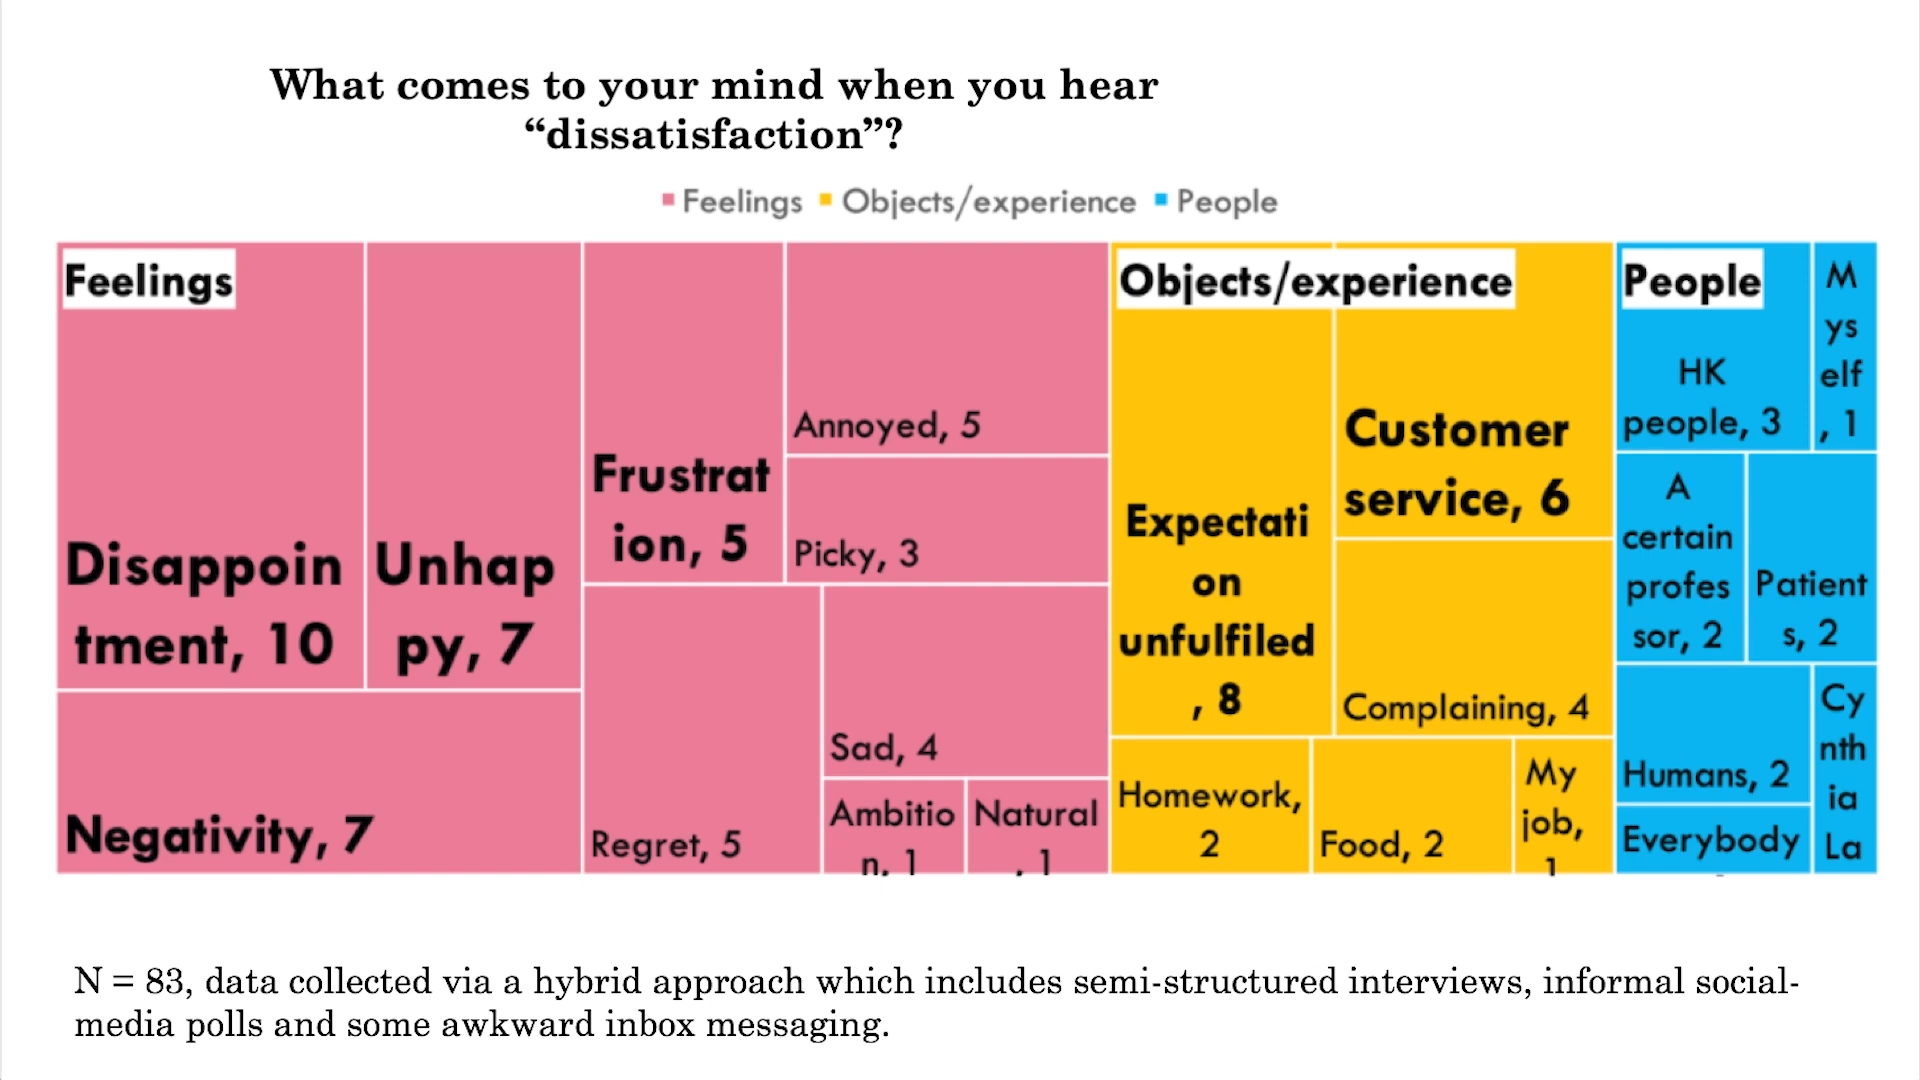 What comes to your mind when you hear
“dissatisfaction”?
Feelings
Objects/experience
People
Feelings
Disappoin
tment, 10
Unhap
py, 7
Negativity, 7
Frustrat
ion, 5
Annoyed, 5
Picky, 3
Regret, 5
Sad, 4
Ambitio
n, 1
Natural
, 1
Objects/experience
Expectati
on
unfulfiled
, 8
Customer
service, 6
Complaining, 4
Homework,
2
Food, 2
My
job,
1
People
HK
people, 3
M
ys
elf
, 1
A
certain
profes
sor, 2
Patient
s, 2
Humans, 2
Everybody
Cy
nth
ia
La
N = 83, data collected via a hybrid approach which includes semi-structured interviews, informal social-
media polls and some awkward inbox messaging.